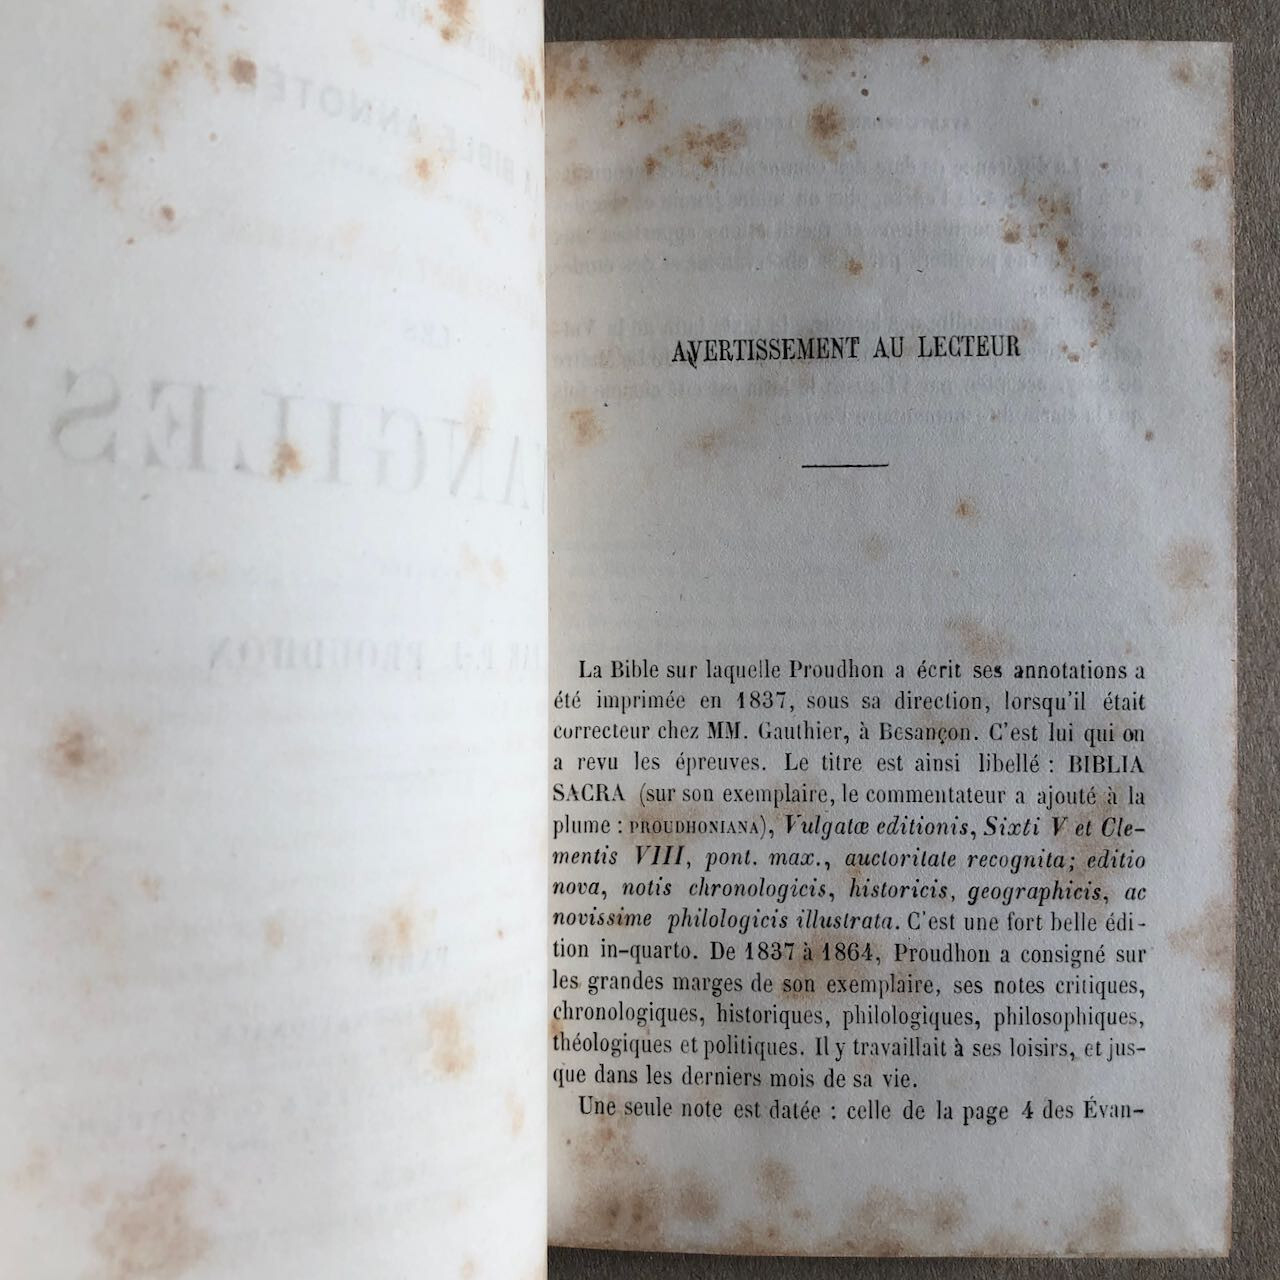 AVERTISSEMENT AU LECTEUR
La Bible sur laquelle Proudhon a écrit ses annotations a
été imprimée en 1837, sous sa direction, lorsqu'il était
correcteur chez MM. Gauthier, à Besançon. C'est lui qui en
a revu les épreuves. Le titre est ainsi libellé : BIBLIA
SACRA (sur son exemplaire, le commentateur a ajouté à la
plume : PROUDHONIANA), Vulgatæ editionis, Sixti V et Cle-
mentis VIII, pont. max., auctoritate recognita; editio
nova, notis chronologicis, historicis, geographicis, ac
novissime philologicis illustrata. C'est une fort belle édi-
tion in-quarto. De 1837 à 1864, Proudhon a consigné sur
les grandes marges de son exemplaire, ses notes critiques,
chronologiques, historiques, philologiques, philosophiques,
théologiques et politiques. Il y travaillait à ses loisirs, et jus-
que dans les derniers mois de sa vie.
Une seule note est datée : celle de la page 4 des Évan-